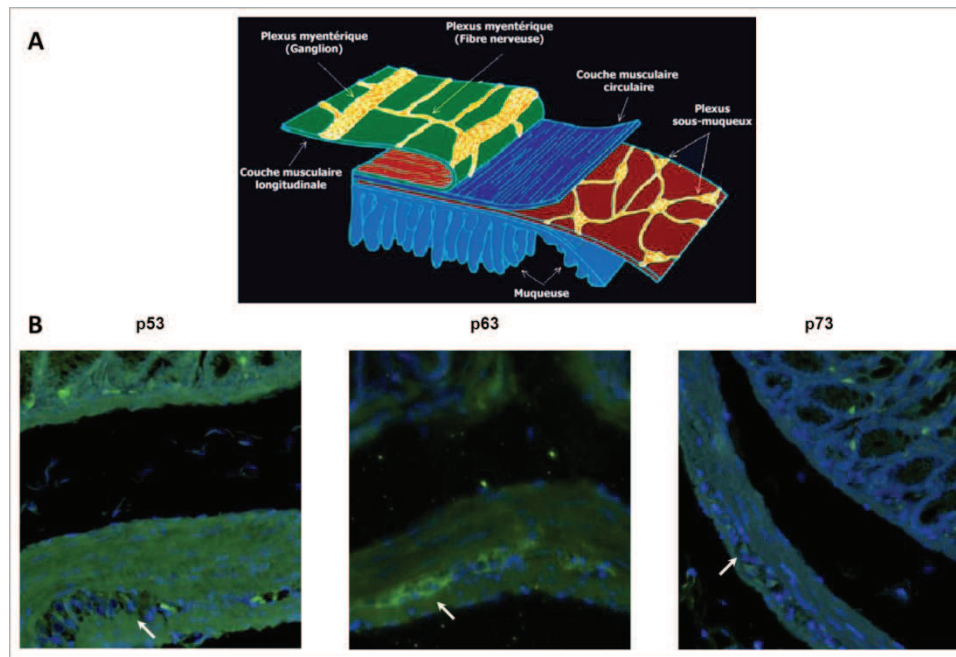 A
Plexus myentérique
(Ganglion)
Plexus myentérique
(Fibre nerveuse)
Couche musculaire
circulaire
Plexus
sous-muqueux
Couche musculaire
longitudinale
Muqueuse
B
p53
p63
p73